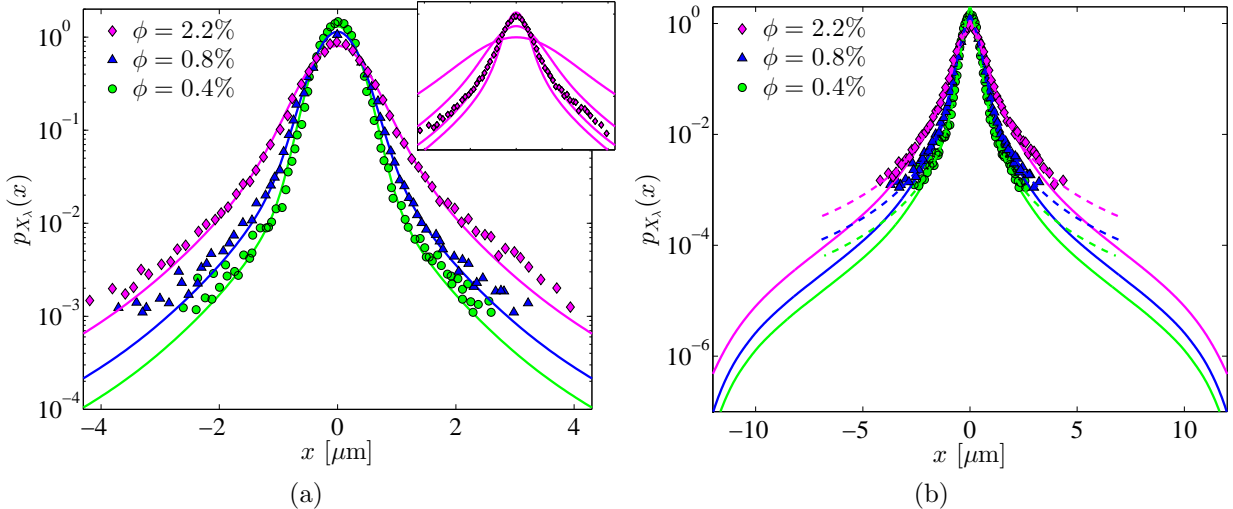 ϕ = 2.2%
ϕ = 0.8%
ϕ = 0.4%
10^0
10^{-1}
10^{-2}
10^{-3}
10^{-4}
p_{X_λ}(x)
−4 −2 0 2 4
x [μm]
(a)
ϕ = 2.2%
ϕ = 0.8%
ϕ = 0.4%
10^0
10^{-2}
10^{-4}
10^{-6}
p_{X_λ}(x)
−10 −5 0 5 10
x [μm]
(b)